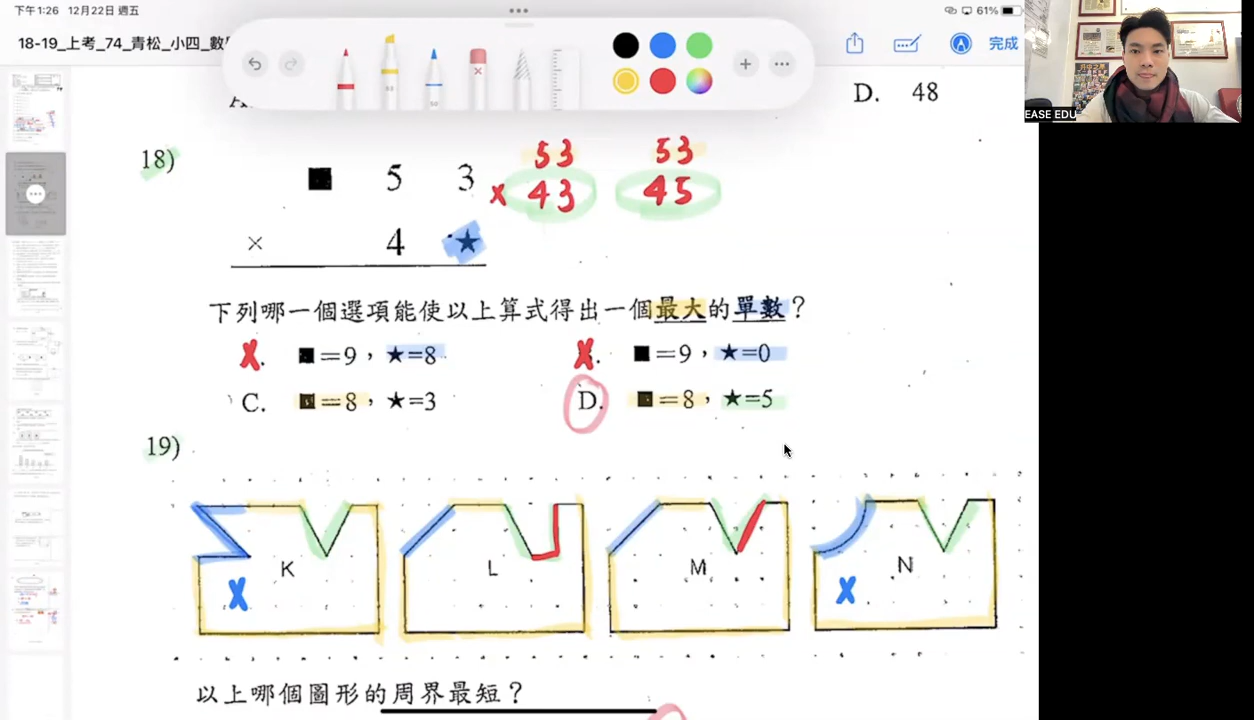 下午1:26 12月22日 週五
61%
18-19_上考_74_青松_小四_數
完成
EASE EDU
D. 48
18)
■ 5 3
× 4 ★
53
× 43
53
45
下列哪一個選項能使以上算式得出一個最大的單數？
X. ■=9，★=8
X. ■=9，★=0
C. ■=8，★=3
D. ■=8，★=5
19)
K
L
M
N
X
X
以上哪個圖形的周界最短？